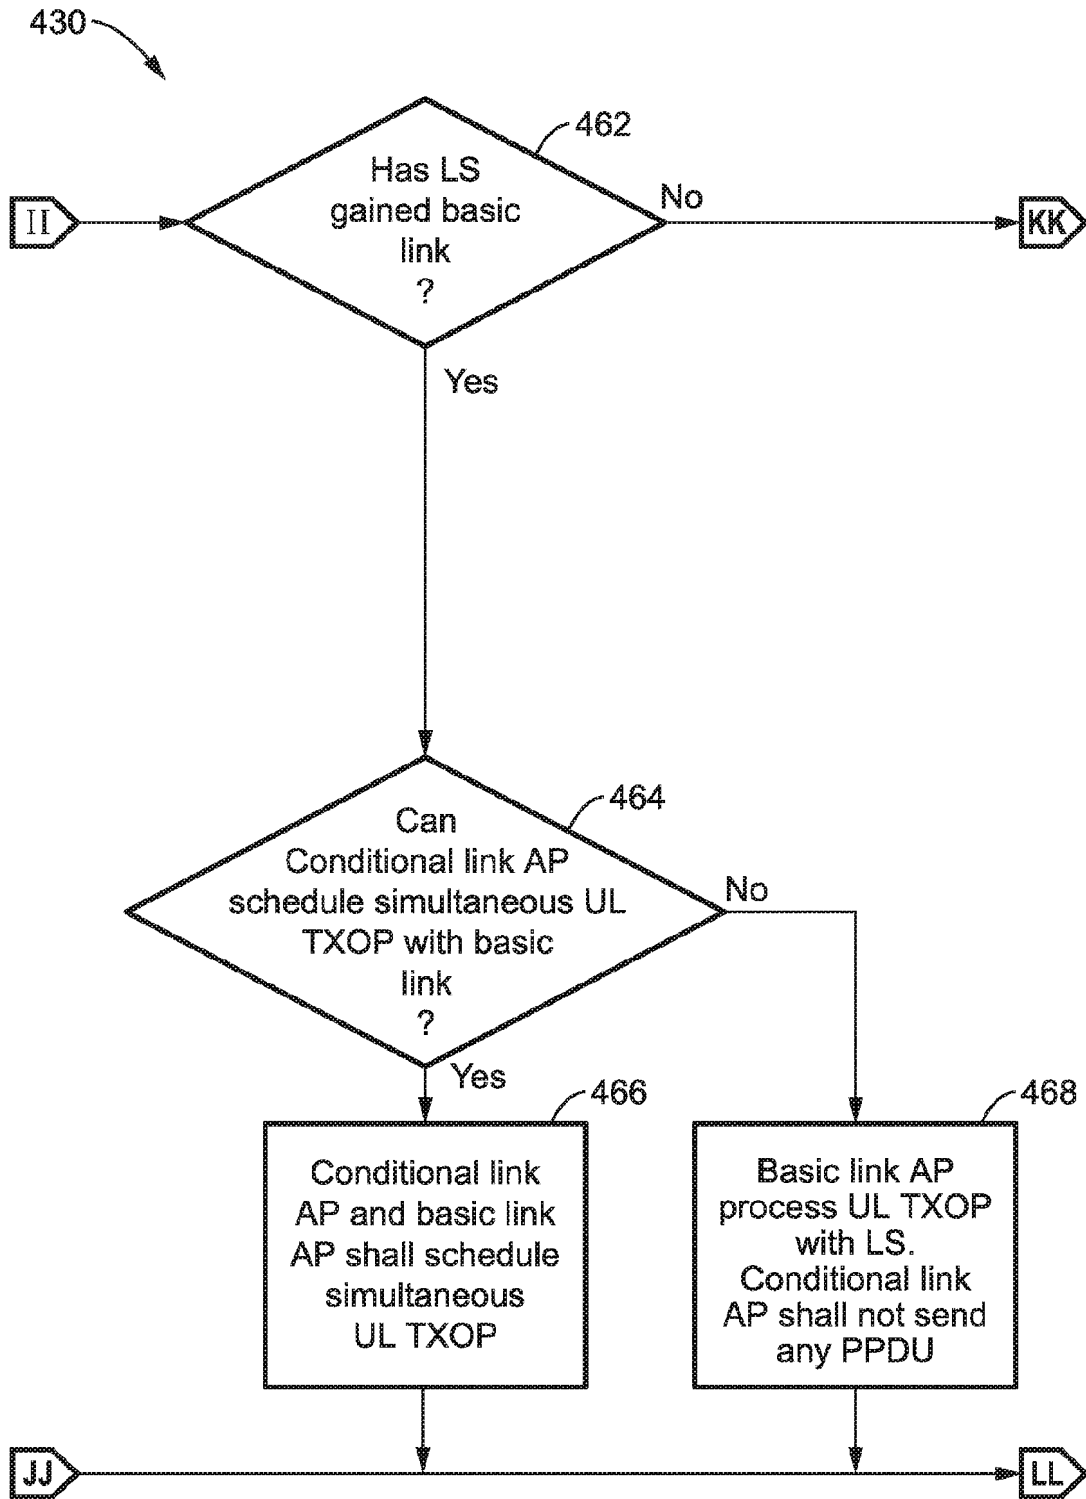 430
462
Has LS
gained basic
link
?
No
II
KK
Yes
464
Can
Conditional link AP
schedule simultaneous UL
TXOP with basic
link
?
No
Yes
466
468
Conditional link
AP and basic link
AP shall schedule
simultaneous
UL TXOP
Basic link AP
process UL TXOP
with LS.
Conditional link
AP shall not send
any PPDU
JJ
LL